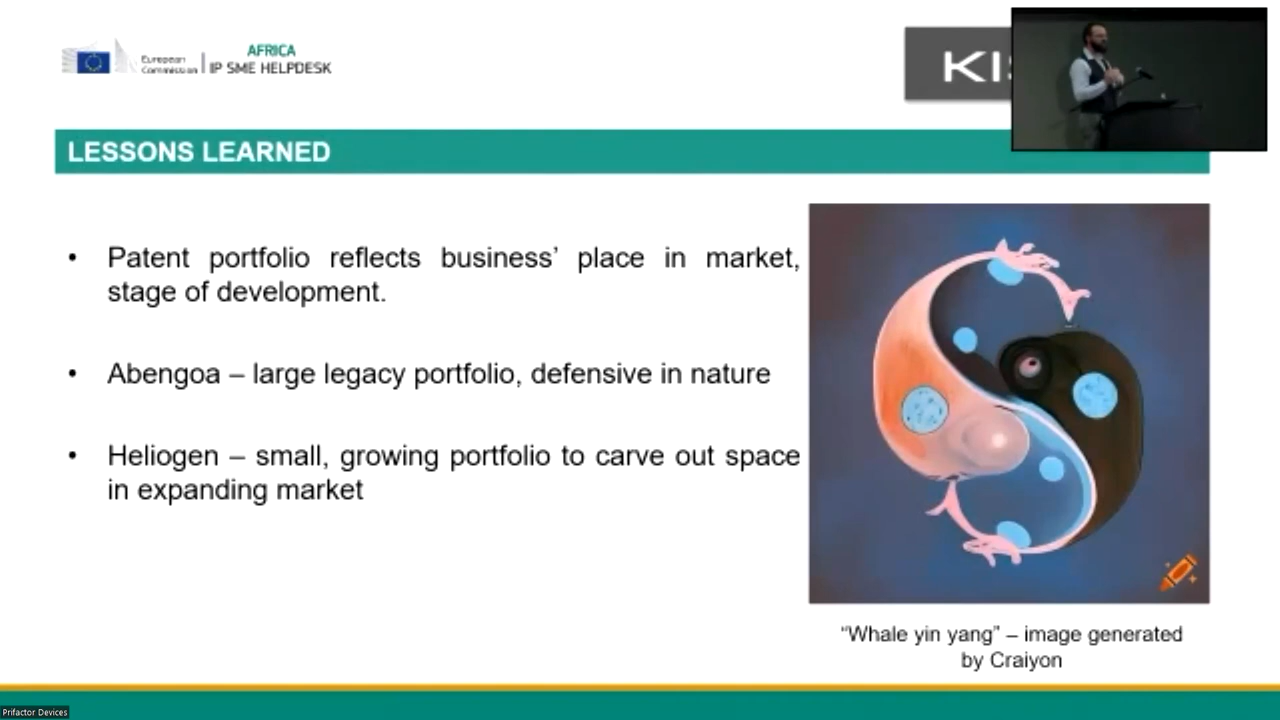 European
Commission
AFRICA
IP SME HELPDESK
LESSONS LEARNED
• Patent portfolio reflects business’ place in market,
stage of development.
• Abengoa – large legacy portfolio, defensive in nature
• Heliogen – small, growing portfolio to carve out space
in expanding market
“Whale yin yang” – image generated
by Craiyon
Prifactor Devices